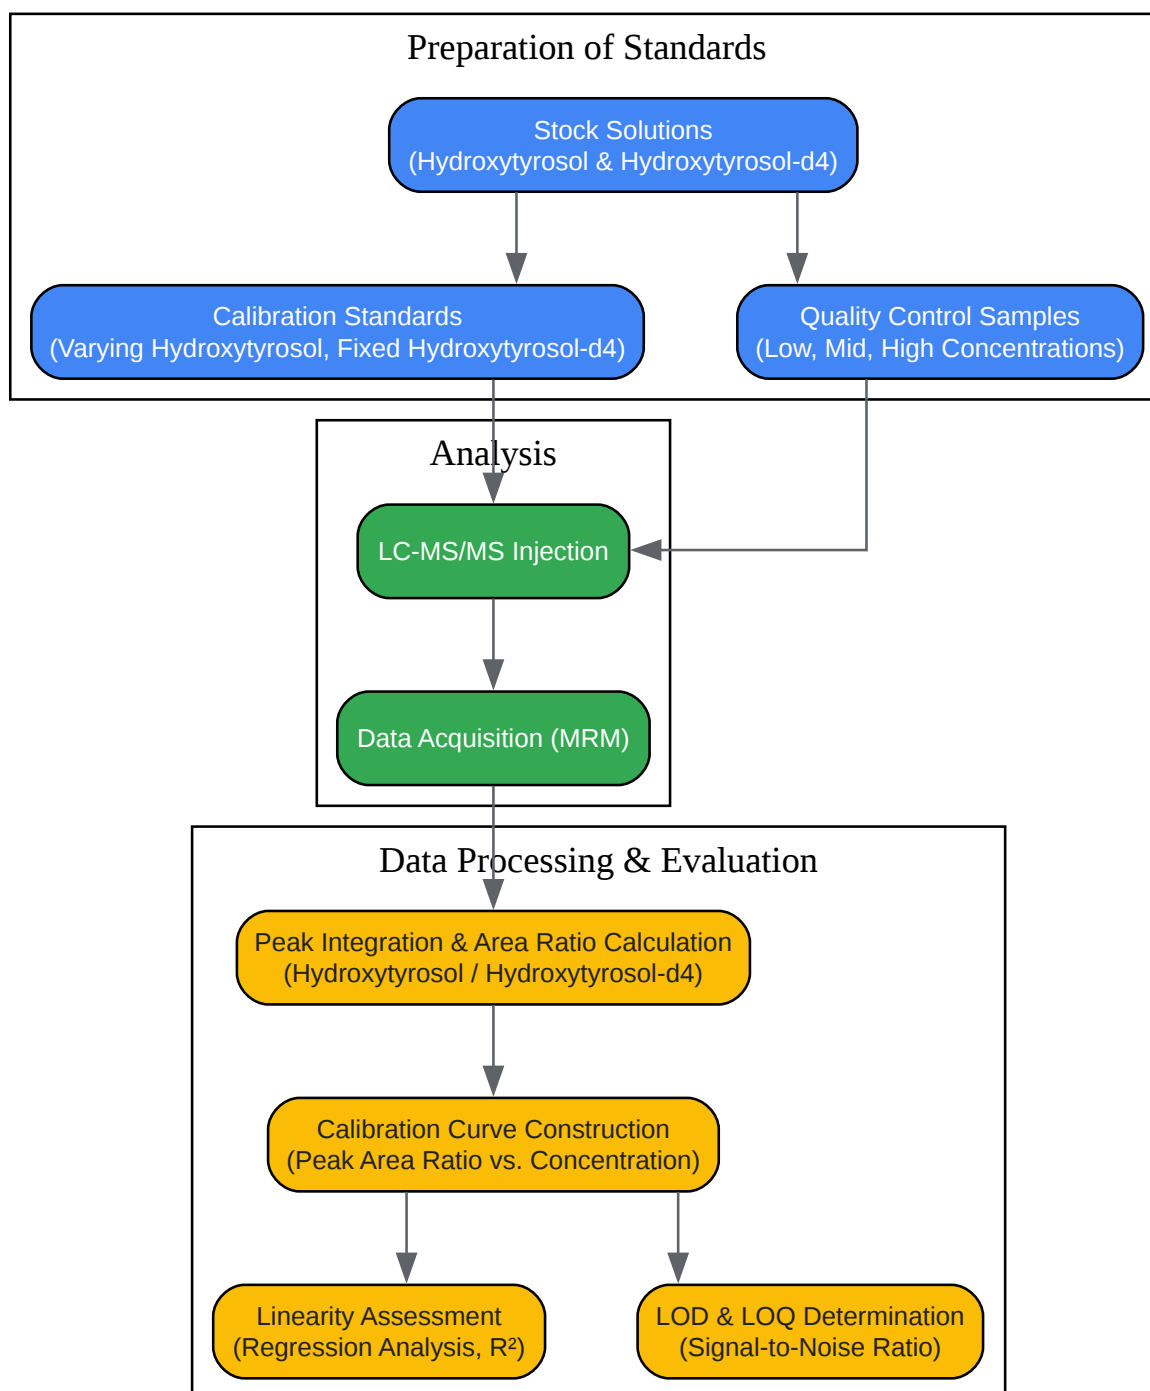 Preparation of Standards
Stock Solutions
(Hydroxytyrosol & Hydroxytyrosol-d4)
Calibration Standards
(Varying Hydroxytyrosol, Fixed Hydroxytyrosol-d4)
Quality Control Samples
(Low, Mid, High Concentrations)
Analysis
LC-MS/MS Injection
Data Acquisition (MRM)
Data Processing & Evaluation
Peak Integration & Area Ratio Calculation
(Hydroxytyrosol / Hydroxytyrosol-d4)
Calibration Curve Construction
(Peak Area Ratio vs. Concentration)
Linearity Assessment
(Regression Analysis, R²)
LOD & LOQ Determination
(Signal-to-Noise Ratio)